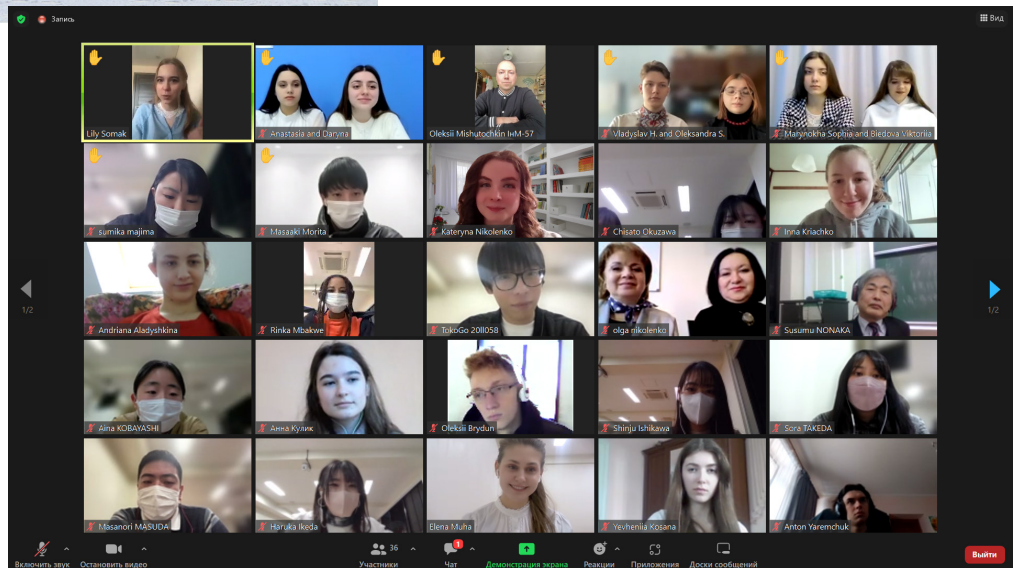 Запись
Вид
Lily Somak
Anastasia and Daryna
Oleksii Mishutochkin ІнМ-57
Vladyslav H. and Oleksandra S.
Marynokha Sophia and Bledova Viktoriia
sumika majima
Masaaki Morita
Kateryna Nikolenko
Chisato Okuzawa
Inna Kriachko
1/2
1/2
Andriana Aladyshkina
Rinka Mbakwe
TokoGo 20ll058
olga nikolenko
Susumu NONAKA
Aina KOBAYASHI
Анна Кулик
Oleksii Brydun
Shinju Ishikawa
Sora TAKEDA
Masanori MASUDA
Haruka Ikeda
Elena Muha
Yevheniia Kosana
Anton Yaremchuk
36
1
Включить звук
Остановить видео
Участники
Чат
Демонстрация экрана
Реакции
Приложения
Доски сообщений
Выйти